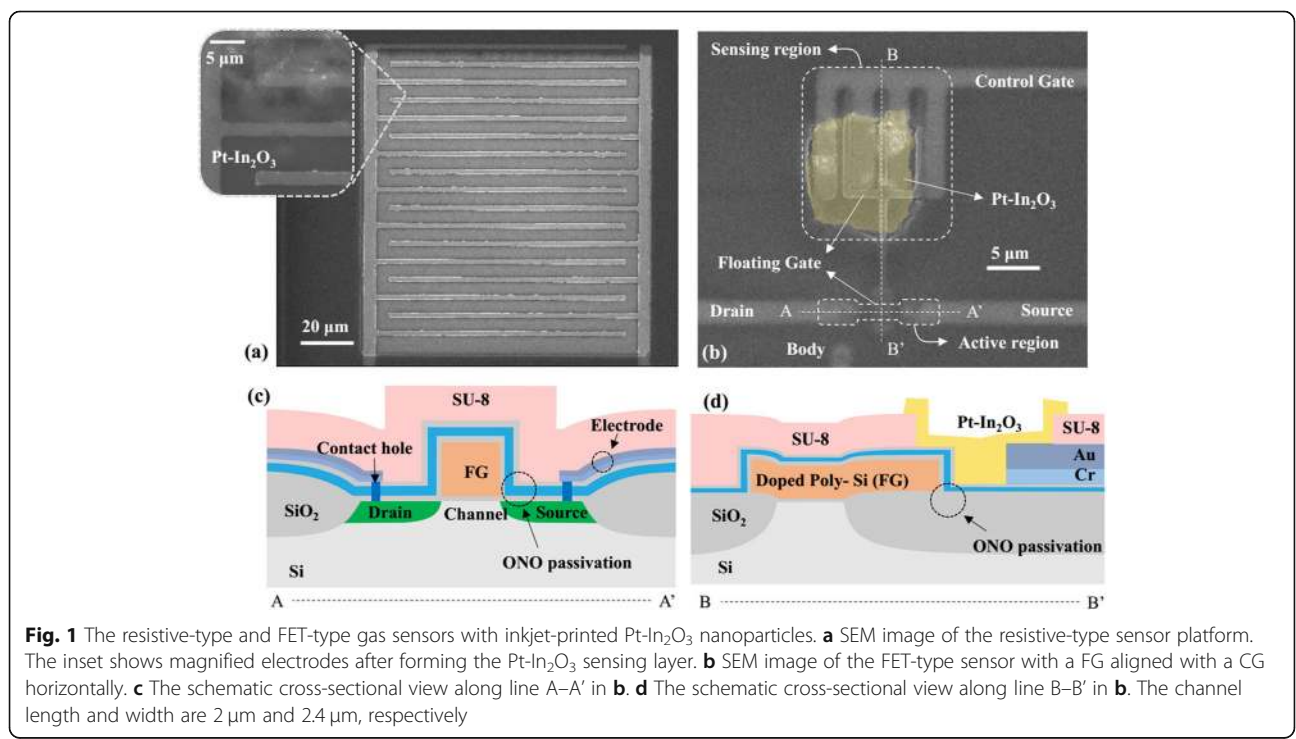 5 μm
Pt-In₂O₃
20 μm
(a)
Sensing region
B
Control Gate
Pt-In₂O₃
Floating Gate
5 μm
Drain
A
A'
Source
(b)
Body
B'
Active region
(c)
SU-8
Electrode
Contact hole
FG
SiO₂
Drain
Channel
Source
ONO passivation
Si
A
A'
(d)
Pt-In₂O₃
SU-8
SU-8
Au
Doped Poly- Si (FG)
Cr
SiO₂
ONO passivation
Si
B
B'
Fig. 1 The resistive-type and FET-type gas sensors with inkjet-printed Pt-In₂O₃ nanoparticles. a SEM image of the resistive-type sensor platform.
The inset shows magnified electrodes after forming the Pt-In₂O₃ sensing layer. b SEM image of the FET-type sensor with a FG aligned with a CG
horizontally. c The schematic cross-sectional view along line A–A' in b. d The schematic cross-sectional view along line B–B' in b. The channel
length and width are 2 μm and 2.4 μm, respectively